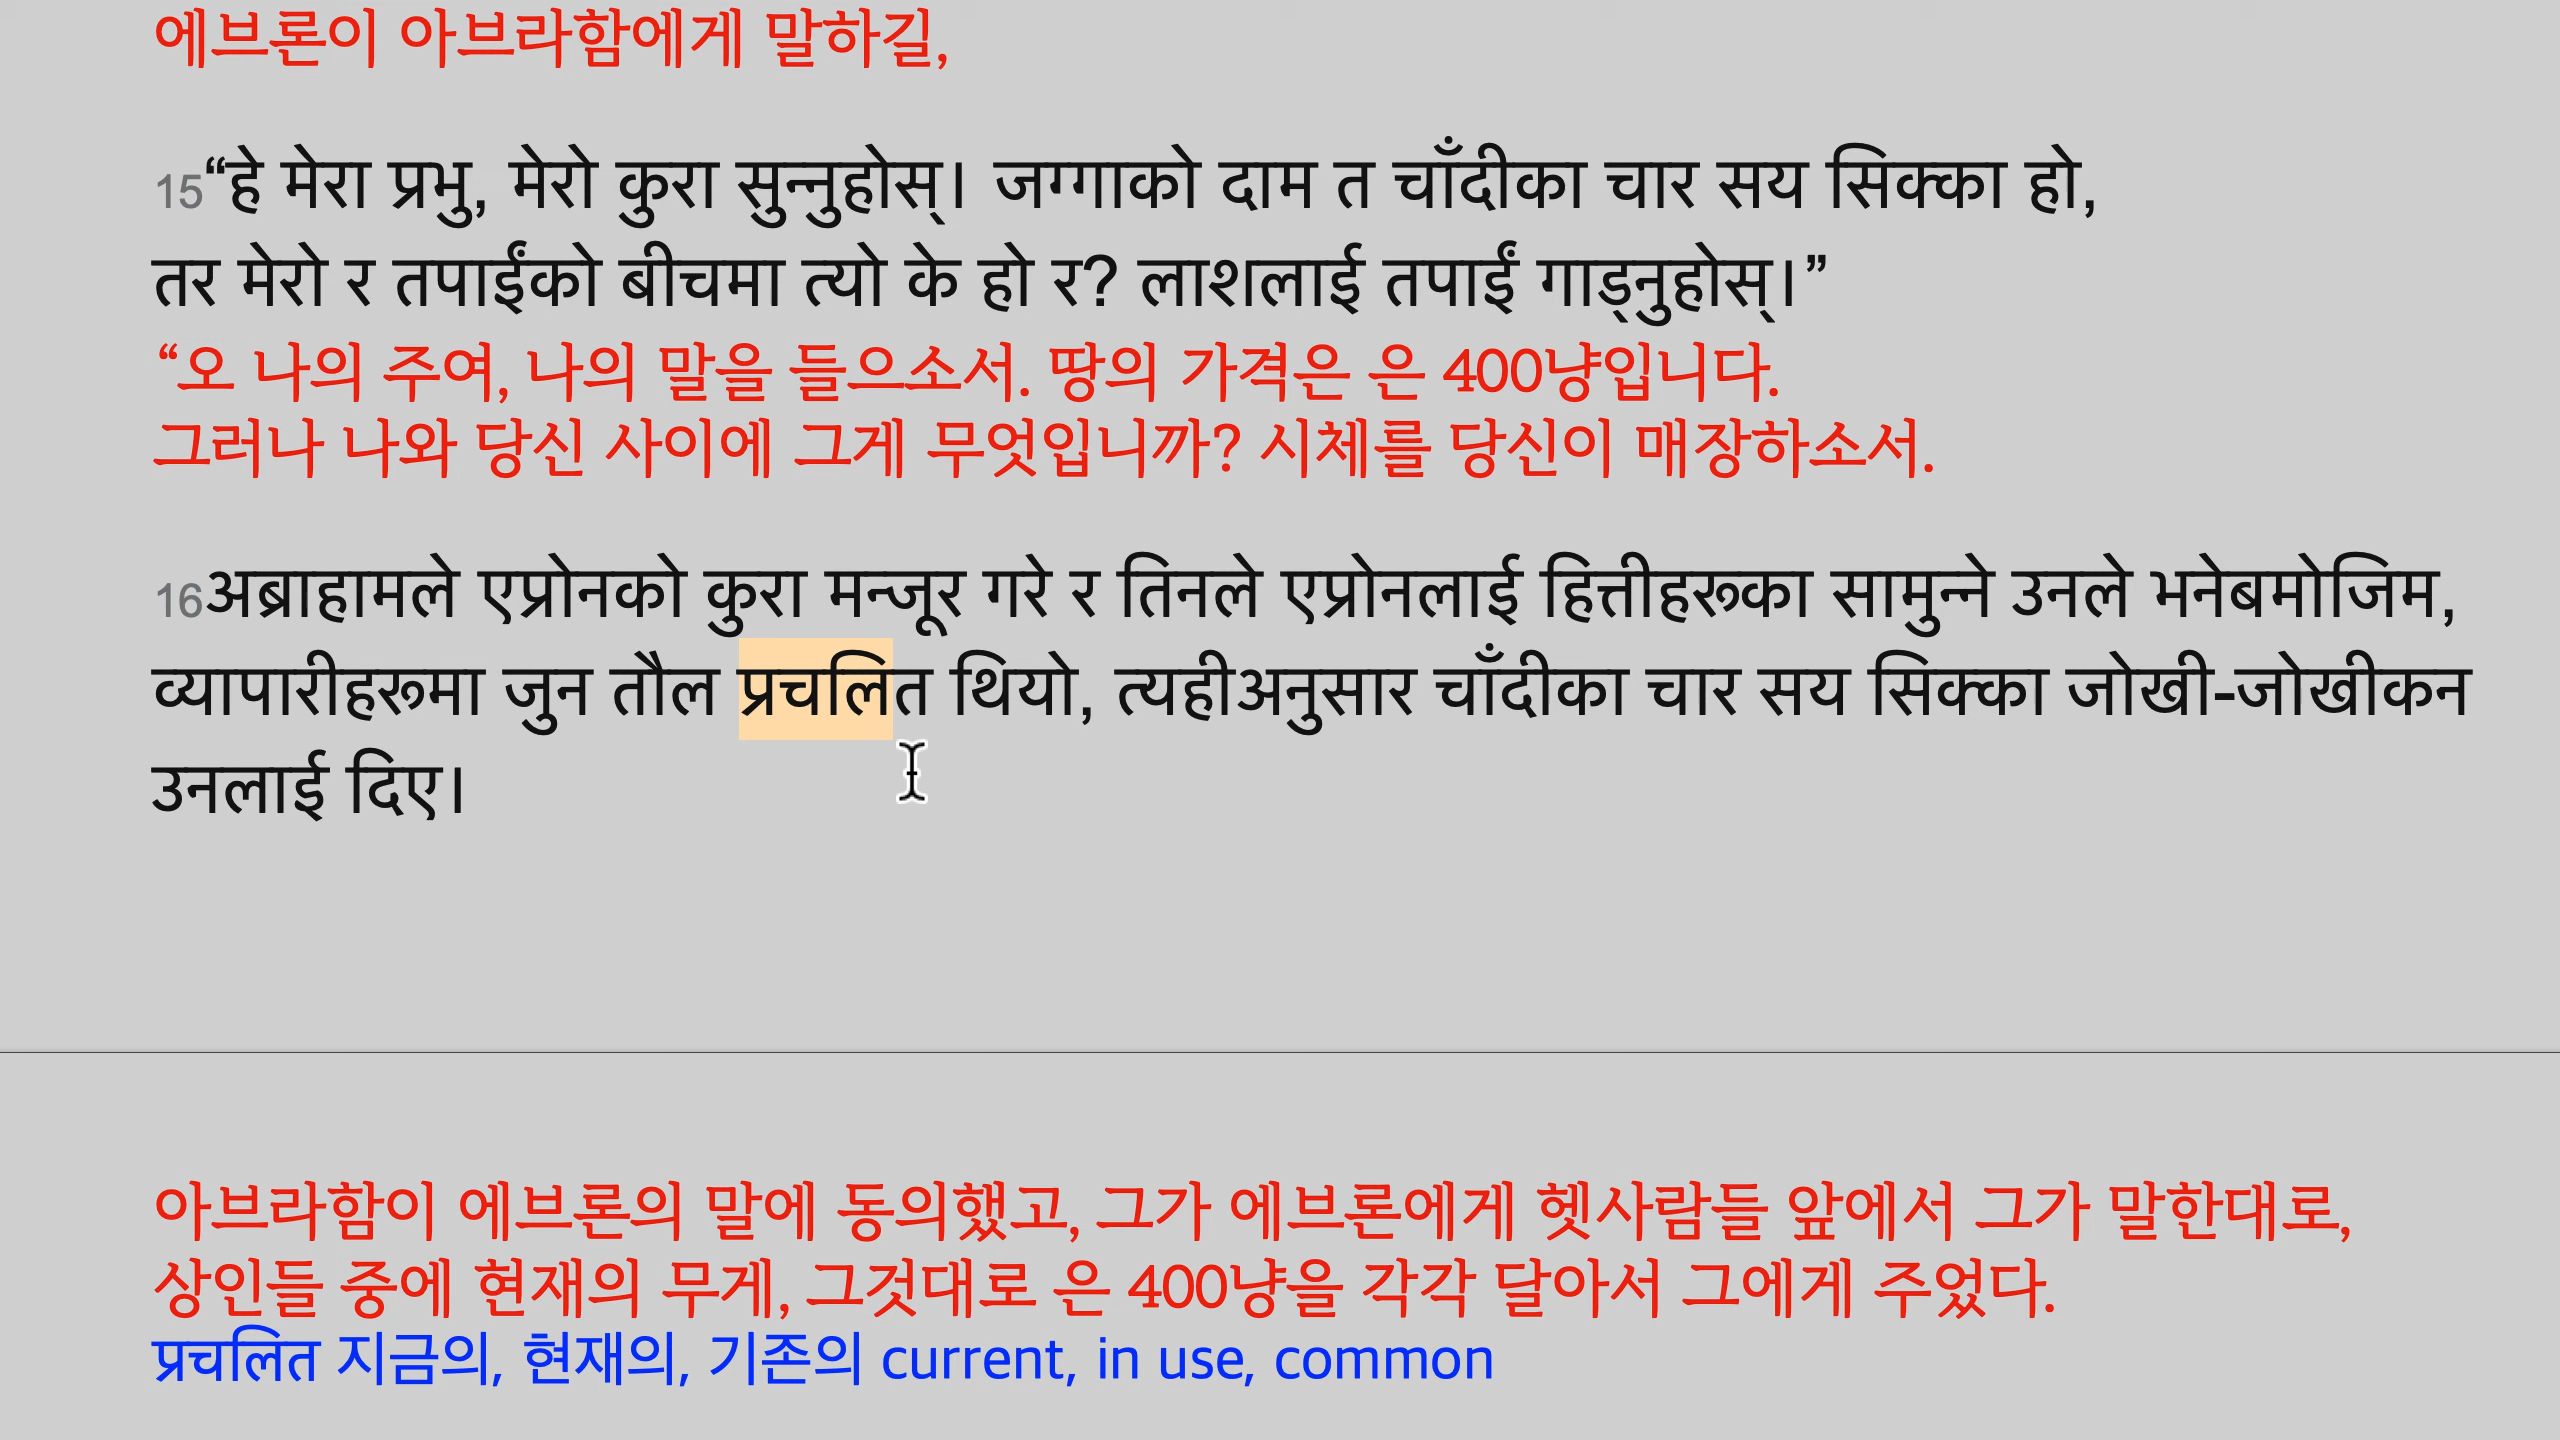 에브론이 아브라함에게 말하길,
15“हे मेरा प्रभु, मेरो कुरा सुन्नुहोस्। जग्गाको दाम त चाँदीका चार सय सिक्का हो,
तर मेरो र तपाईंको बीचमा त्यो के हो र? लाशलाई तपाईं गाड्नुहोस्।”
“오 나의 주여, 나의 말을 들으소서. 땅의 가격은 은 400냥입니다.
그러나 나와 당신 사이에 그게 무엇입니까? 시체를 당신이 매장하소서.
16अब्राहामले एप्रोनको कुरा मन्जूर गरे र तिनले एप्रोनलाई हित्तीहरूका सामुन्ने उनले भनेबमोजिम,
व्यापारीहरूमा जुन तौल प्रचलित थियो, त्यहीअनुसार चाँदीका चार सय सिक्का जोखी-जोखीकन
उनलाई दिए।
아브라함이 에브론의 말에 동의했고, 그가 에브론에게 헷사람들 앞에서 그가 말한대로,
상인들 중에 현재의 무게, 그것대로 은 400냥을 각각 달아서 그에게 주었다.
प्रचलित 지금의, 현재의, 기존의 current, in use, common